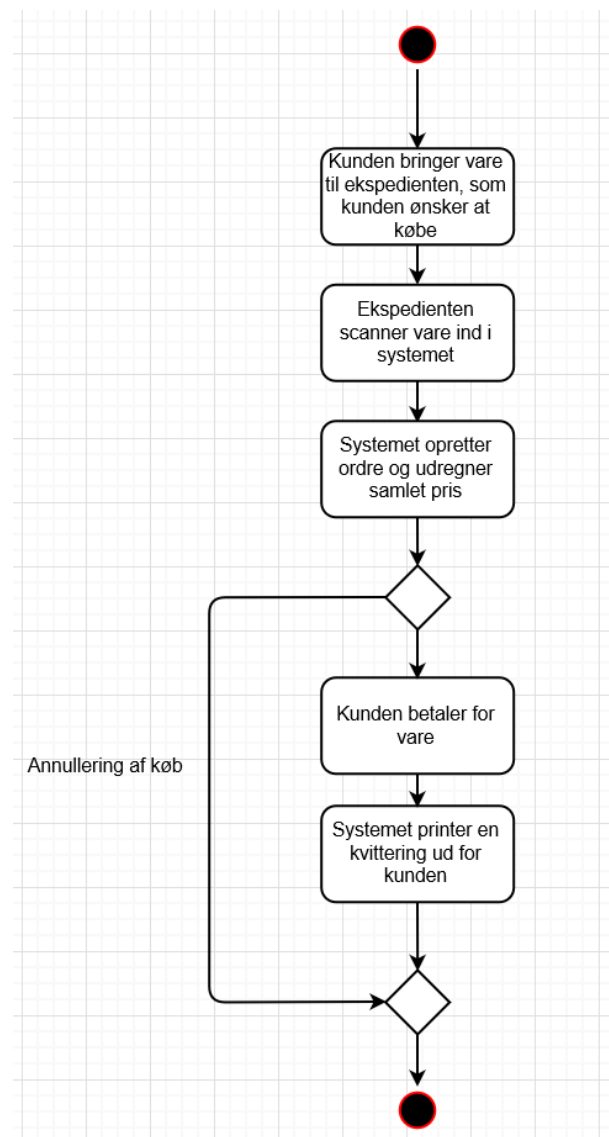 Kunden bringer vare
til ekspedienten, som
kunden ønsker at
købe
Ekspedienten
scanner vare ind i
systemet
Systemet opretter
ordre og udregner
samlet pris
Kunden betaler for
vare
Annullering af køb
Systemet printer en
kvittering ud for
kunden